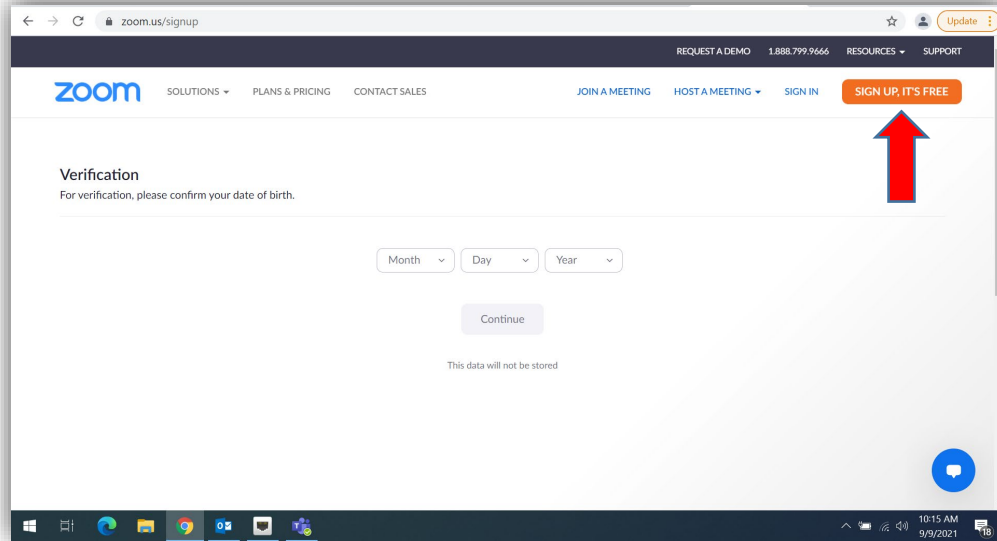 zoom.us/signup
Update
REQUEST A DEMO 1.888.799.9666 RESOURCES SUPPORT
zoom SOLUTIONS PLANS & PRICING CONTACT SALES JOIN A MEETING HOST A MEETING SIGN IN SIGN UP, IT'S FREE
Verification
For verification, please confirm your date of birth.
Month Day Year
Continue
This data will not be stored
10:15 AM
9/9/2021
18